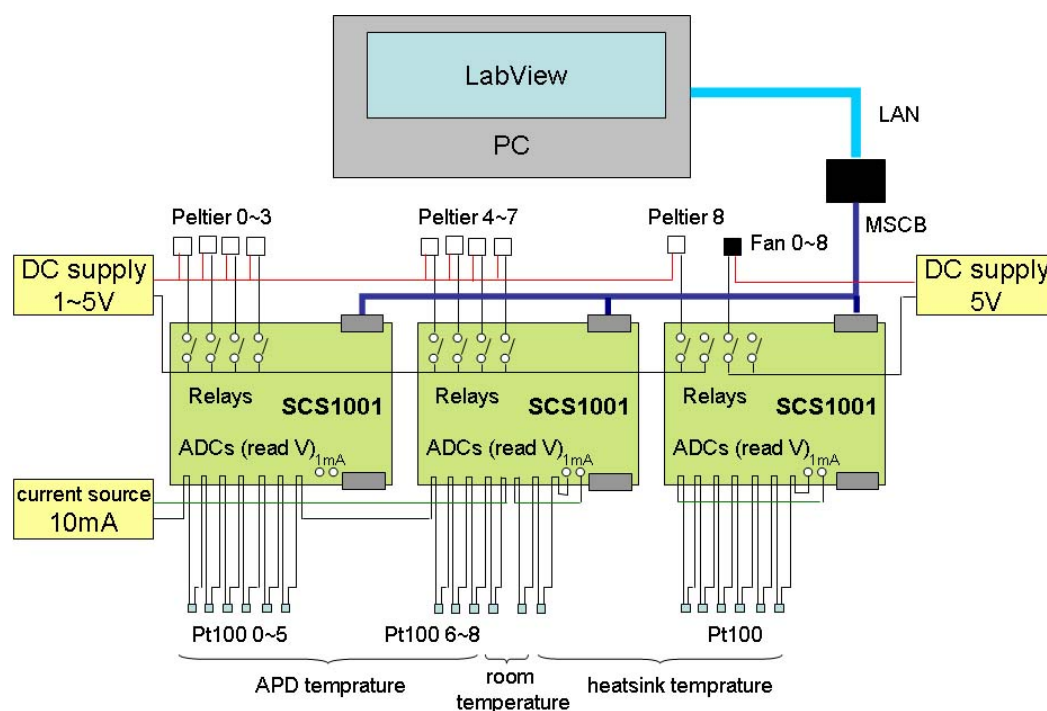 LabView
PC
LAN
MSCB
Peltier 0~3
Peltier 4~7
Peltier 8
Fan 0~8
DC supply
1~5V
DC supply
5V
Relays
SCS1001
ADCs (read V)
1mA
Relays
SCS1001
ADCs (read V)
1mA
Relays
SCS1001
ADCs (read V)
1mA
current source
10mA
Pt100 0~5
Pt100 6~8
Pt100
APD temprature
room
temperature
heatsink temprature